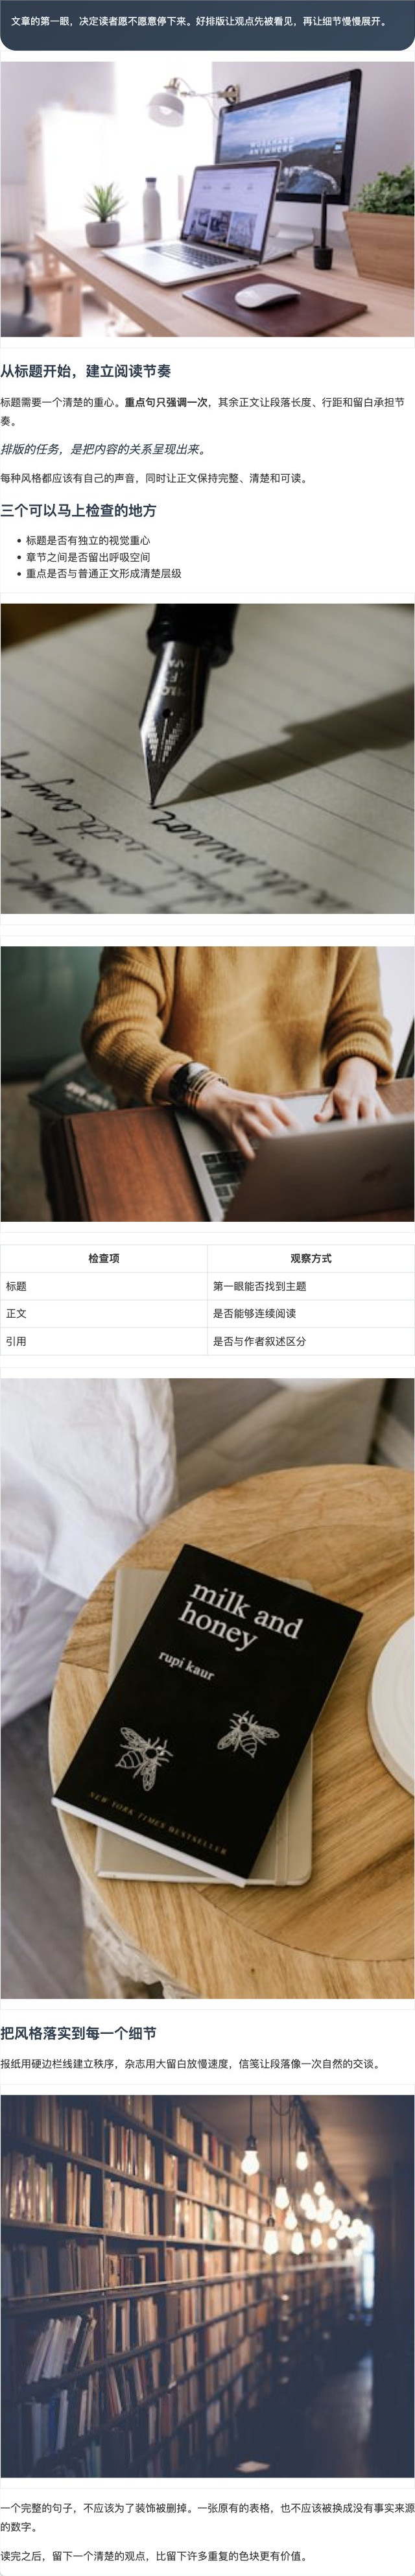 文章的第一眼，决定读者愿不愿意停下来。好排版让观点先被看见，再让细节慢慢展开。
从标题开始，建立阅读节奏
标题需要一个清楚的重心。重点句只强调一次，其余正文让段落长度、行距和留白承担节
奏。
排版的任务，是把内容的关系呈现出来。
每种风格都应该有自己的声音，同时让正文保持完整、清楚和可读。
三个可以马上检查的地方
• 标题是否有独立的视觉重心
• 章节之间是否留出呼吸空间
• 重点是否与普通正文形成清楚层级
检查项 观察方式
标题 第一眼能否找到主题
正文 是否能够连续阅读
引用 是否与作者叙述区分
milk and
honey
rupi kaur
NEW YORK TIMES BESTSELLER
把风格落实到每一个细节
报纸用硬边栏线建立秩序，杂志用大留白放慢速度，信笺让段落像一次自然的交谈。
一个完整的句子，不应该为了装饰被删掉。一张原有的表格，也不应该被换成没有事实来源
的数字。
读完之后，留下一个清楚的观点，比留下许多重复的色块更有价值。